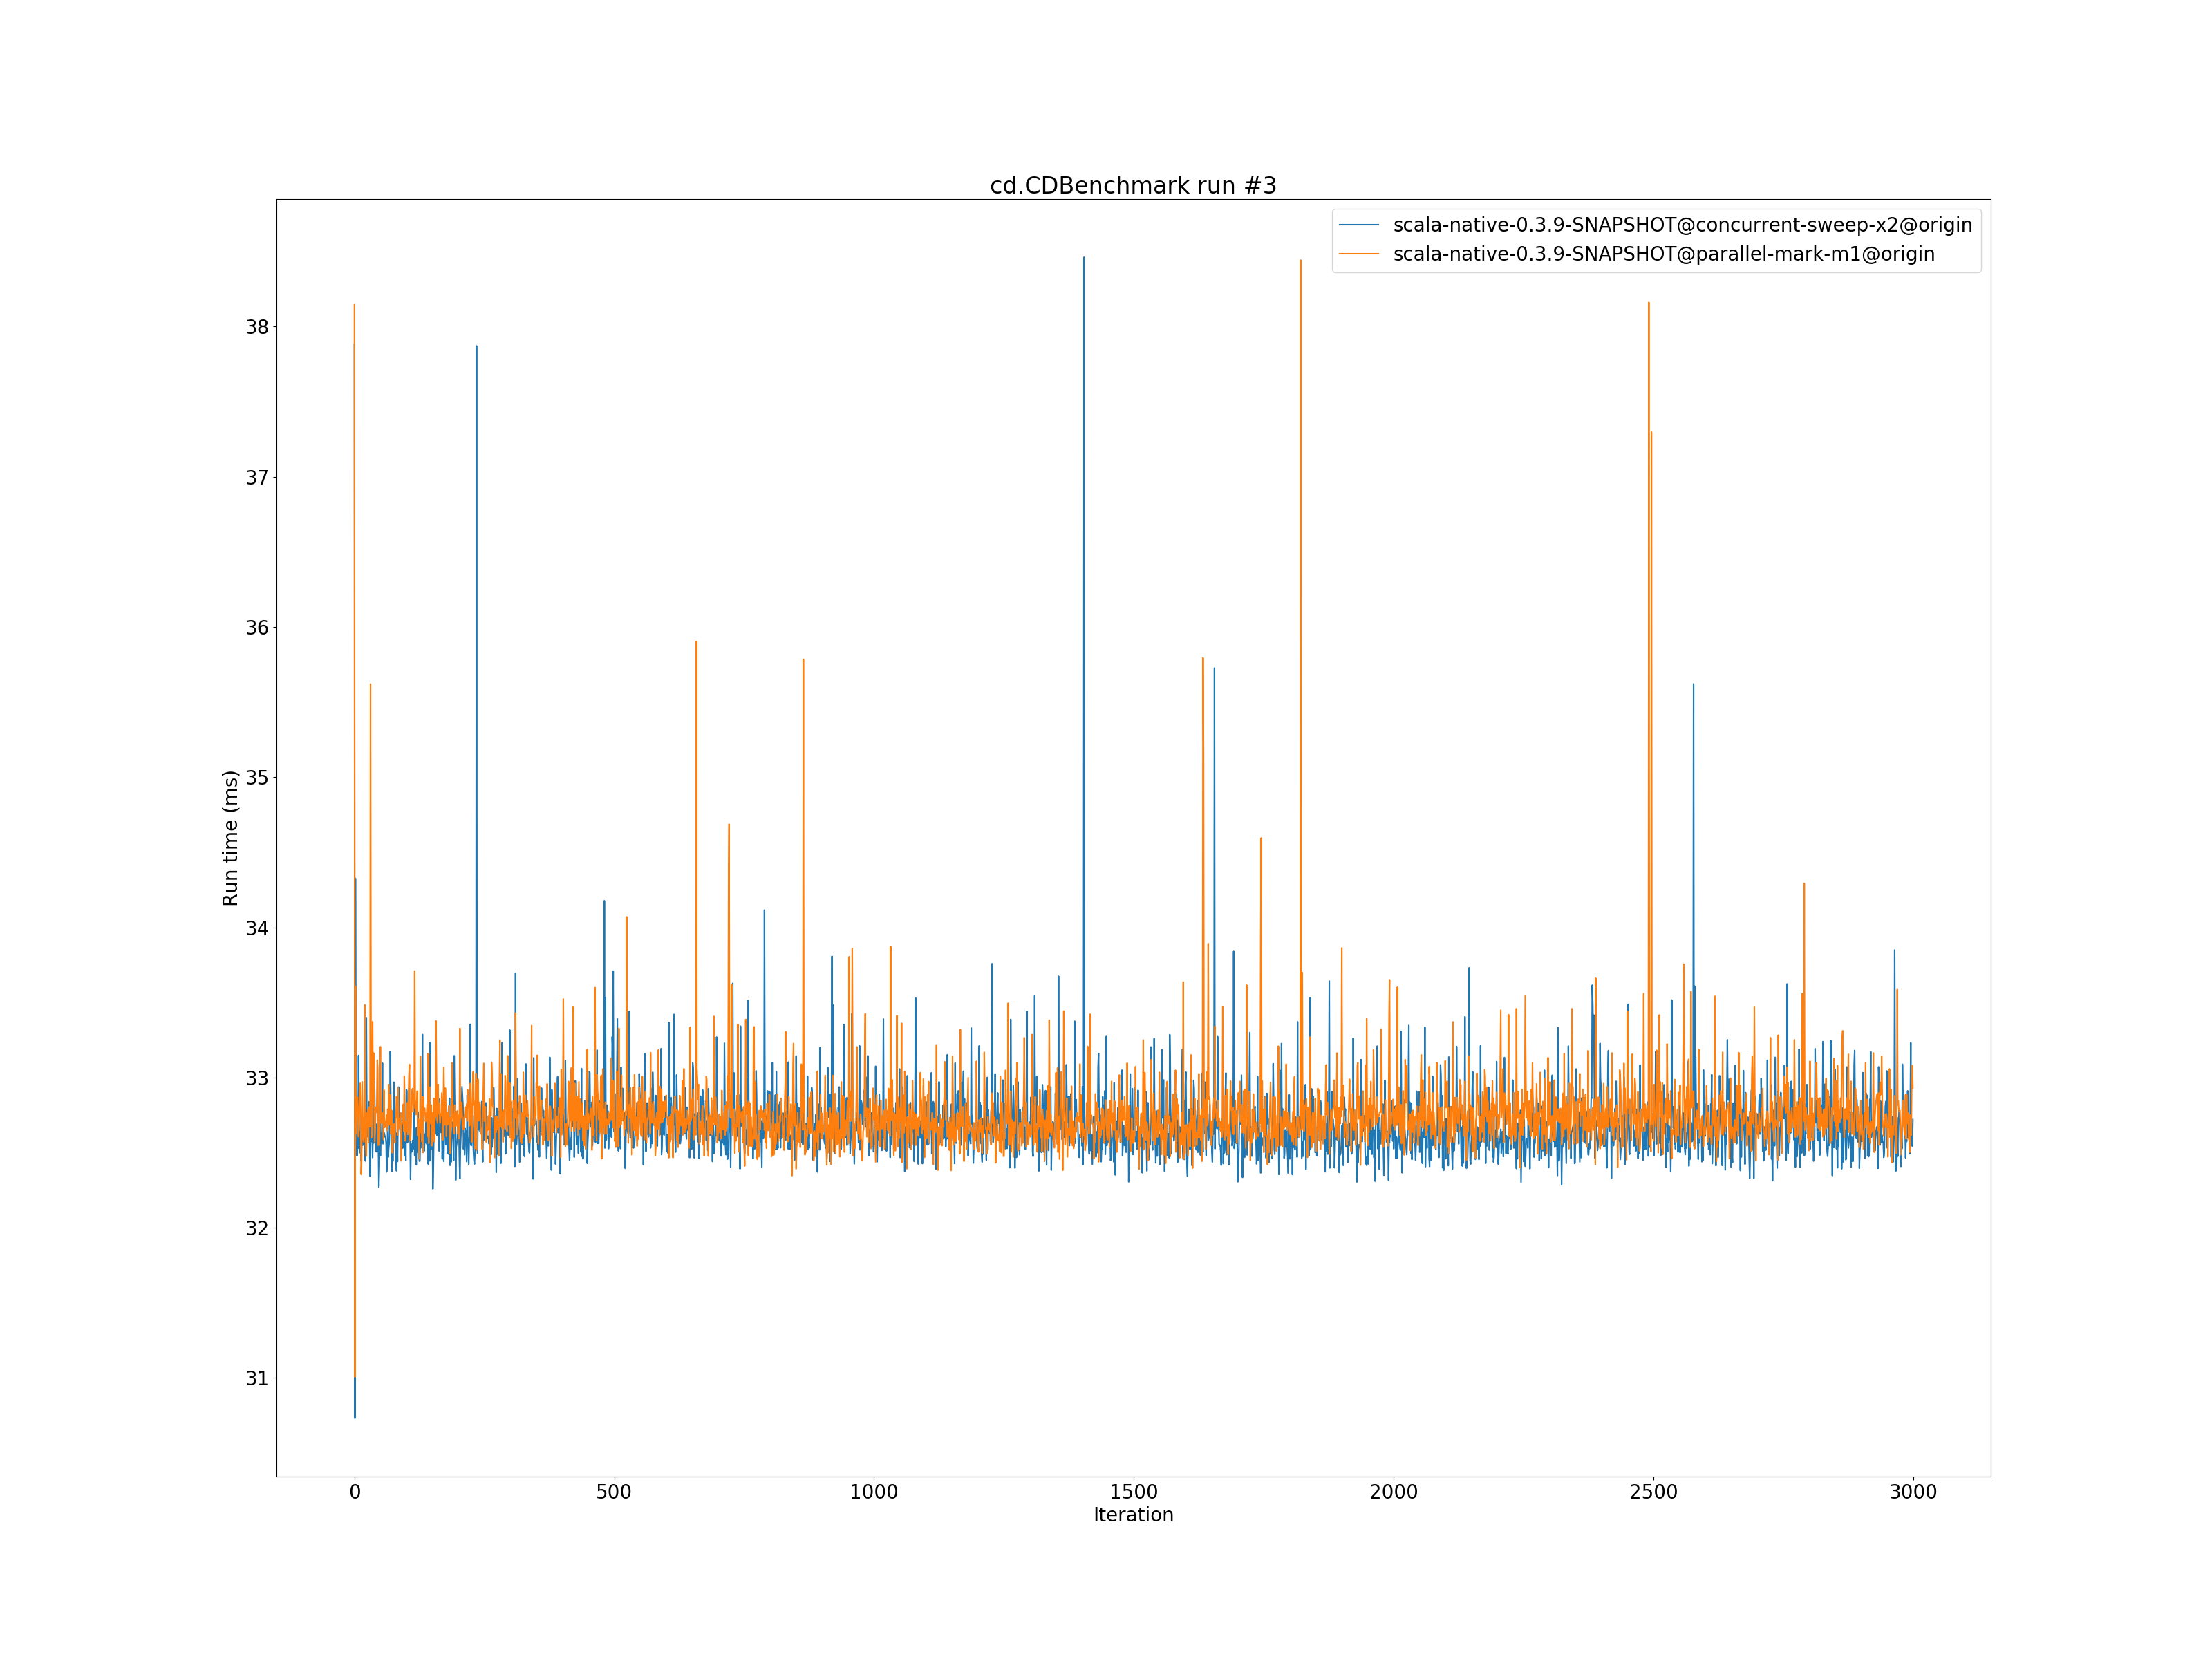 cd.CDBenchmark run #3
scala-native-0.3.9-SNAPSHOT@concurrent-sweep-x2@origin
scala-native-0.3.9-SNAPSHOT@parallel-mark-m1@origin
38
37
36
35
34
33
32
31
Run time (ms)
0 500 1000 1500 2000 2500 3000
Iteration